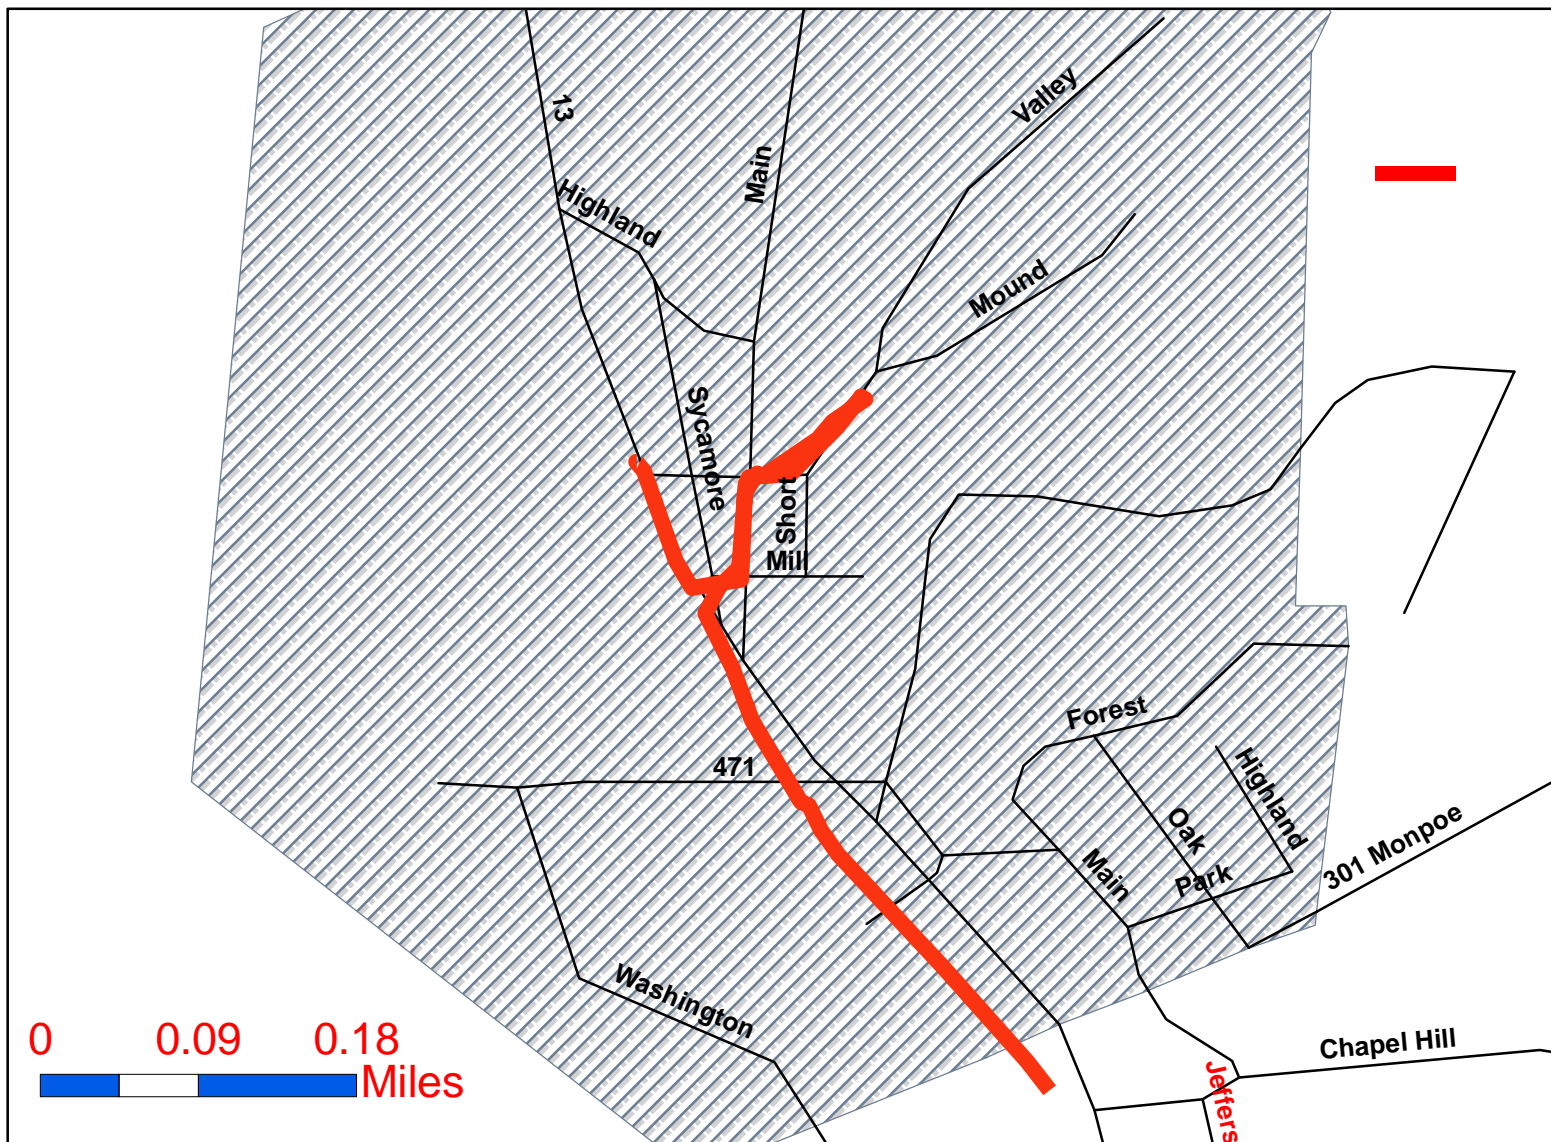 13
Valley
Main
Highland
Mound
Sycamore
Short
Mill
Forest
471
Highland
Oak
301 Monpoe
Main
Park
Washington
0 0.09 0.18
Miles
Chapel Hill
Jeffers